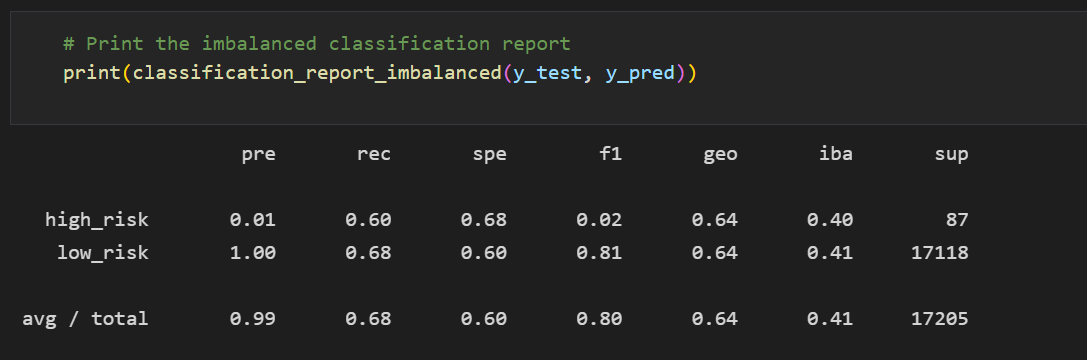 # Print the imbalanced classification report
print(classification_report_imbalanced(y_test, y_pred))
pre rec spe f1 geo iba sup
high_risk 0.01 0.60 0.68 0.02 0.64 0.40 87
low_risk 1.00 0.68 0.60 0.81 0.64 0.41 17118
avg / total 0.99 0.68 0.60 0.80 0.64 0.41 17205